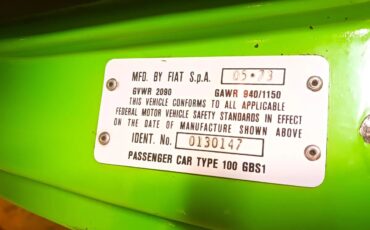 MFD. BY FIAT S.p.A. 05•73
GVWR 2090 GAWR 940/1150
THIS VEHICLE CONFORMS TO ALL APPLICABLE
FEDERAL MOTOR VEHICLE SAFETY STANDARDS IN EFFECT
ON THE DATE OF MANUFACTURE SHOWN ABOVE
IDENT. No. 0130147
PASSENGER CAR TYPE 100 GBS1